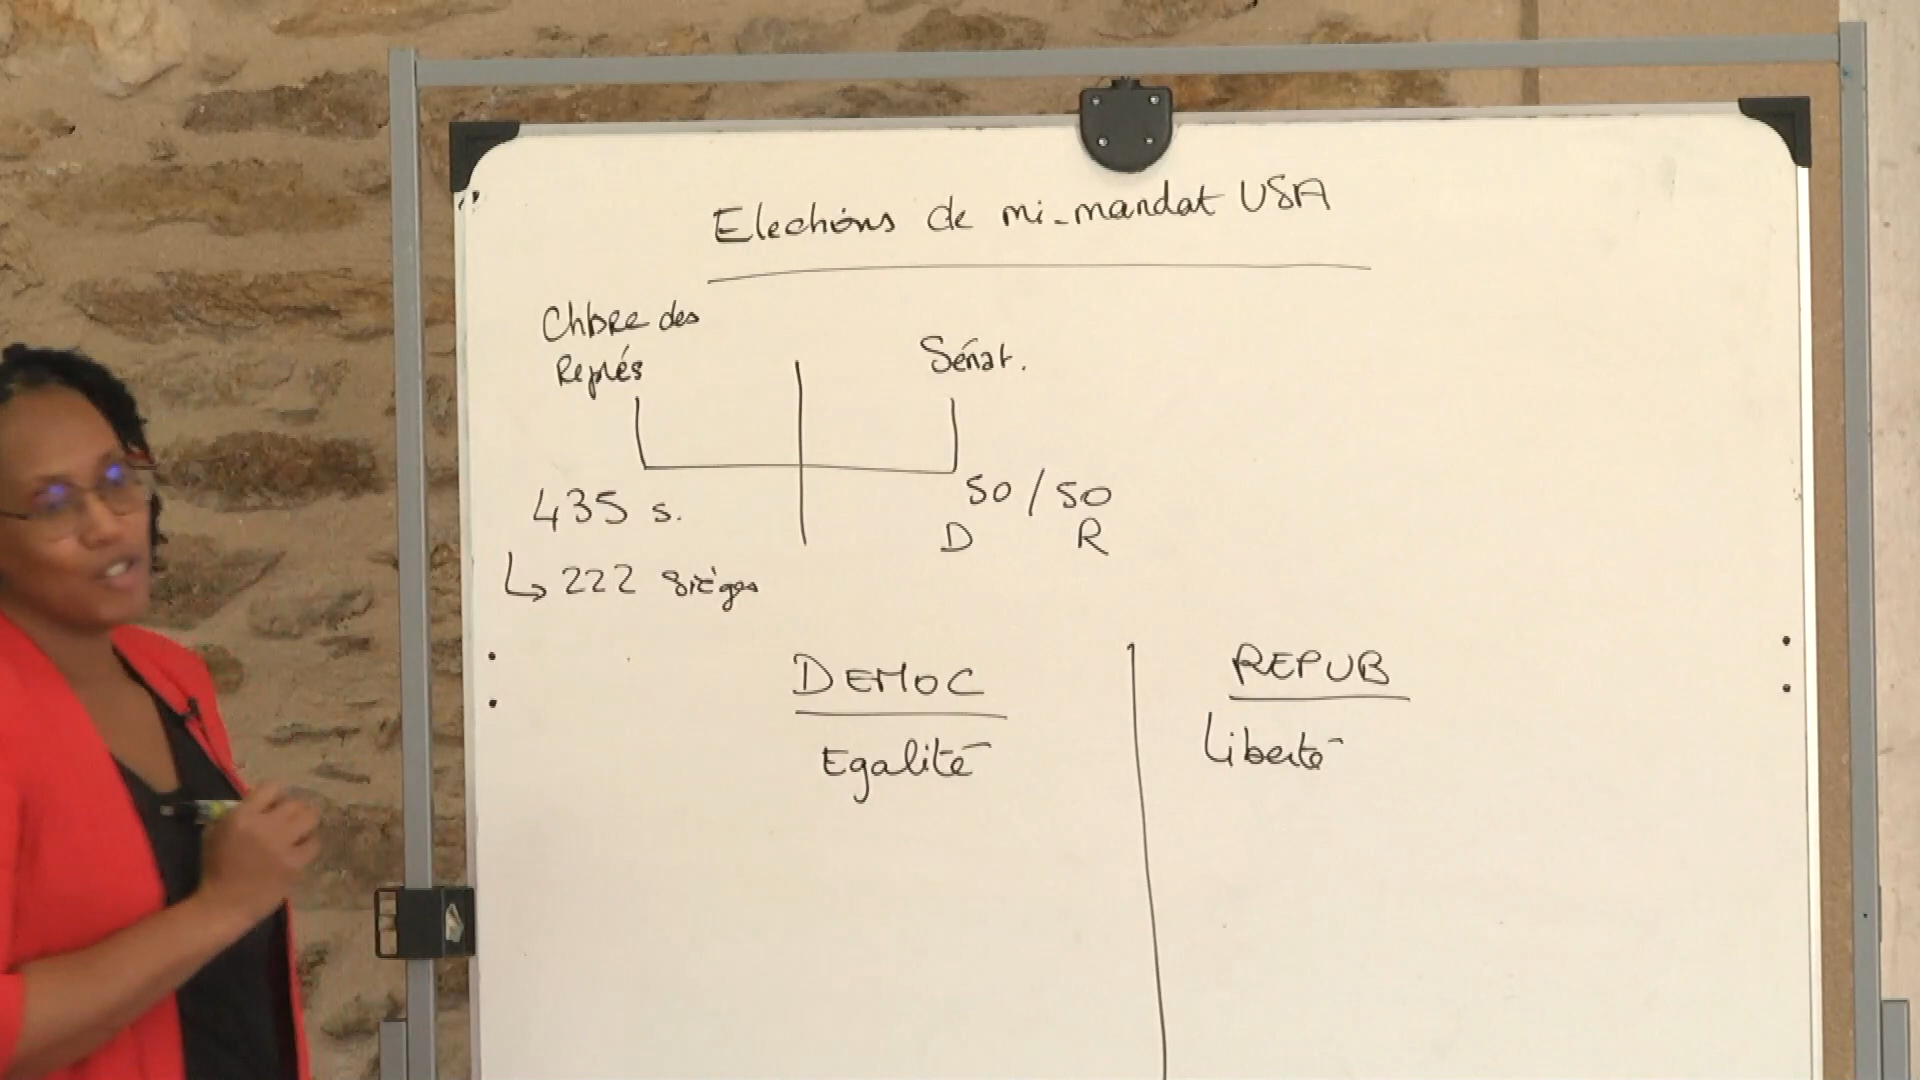 Elections de mi-mandat USA
Chbre des
Représ
Sénat.
435 s.
50/50
D R
↳ 222 sièges
DEMOC
REPUB
Egalité
Liberté